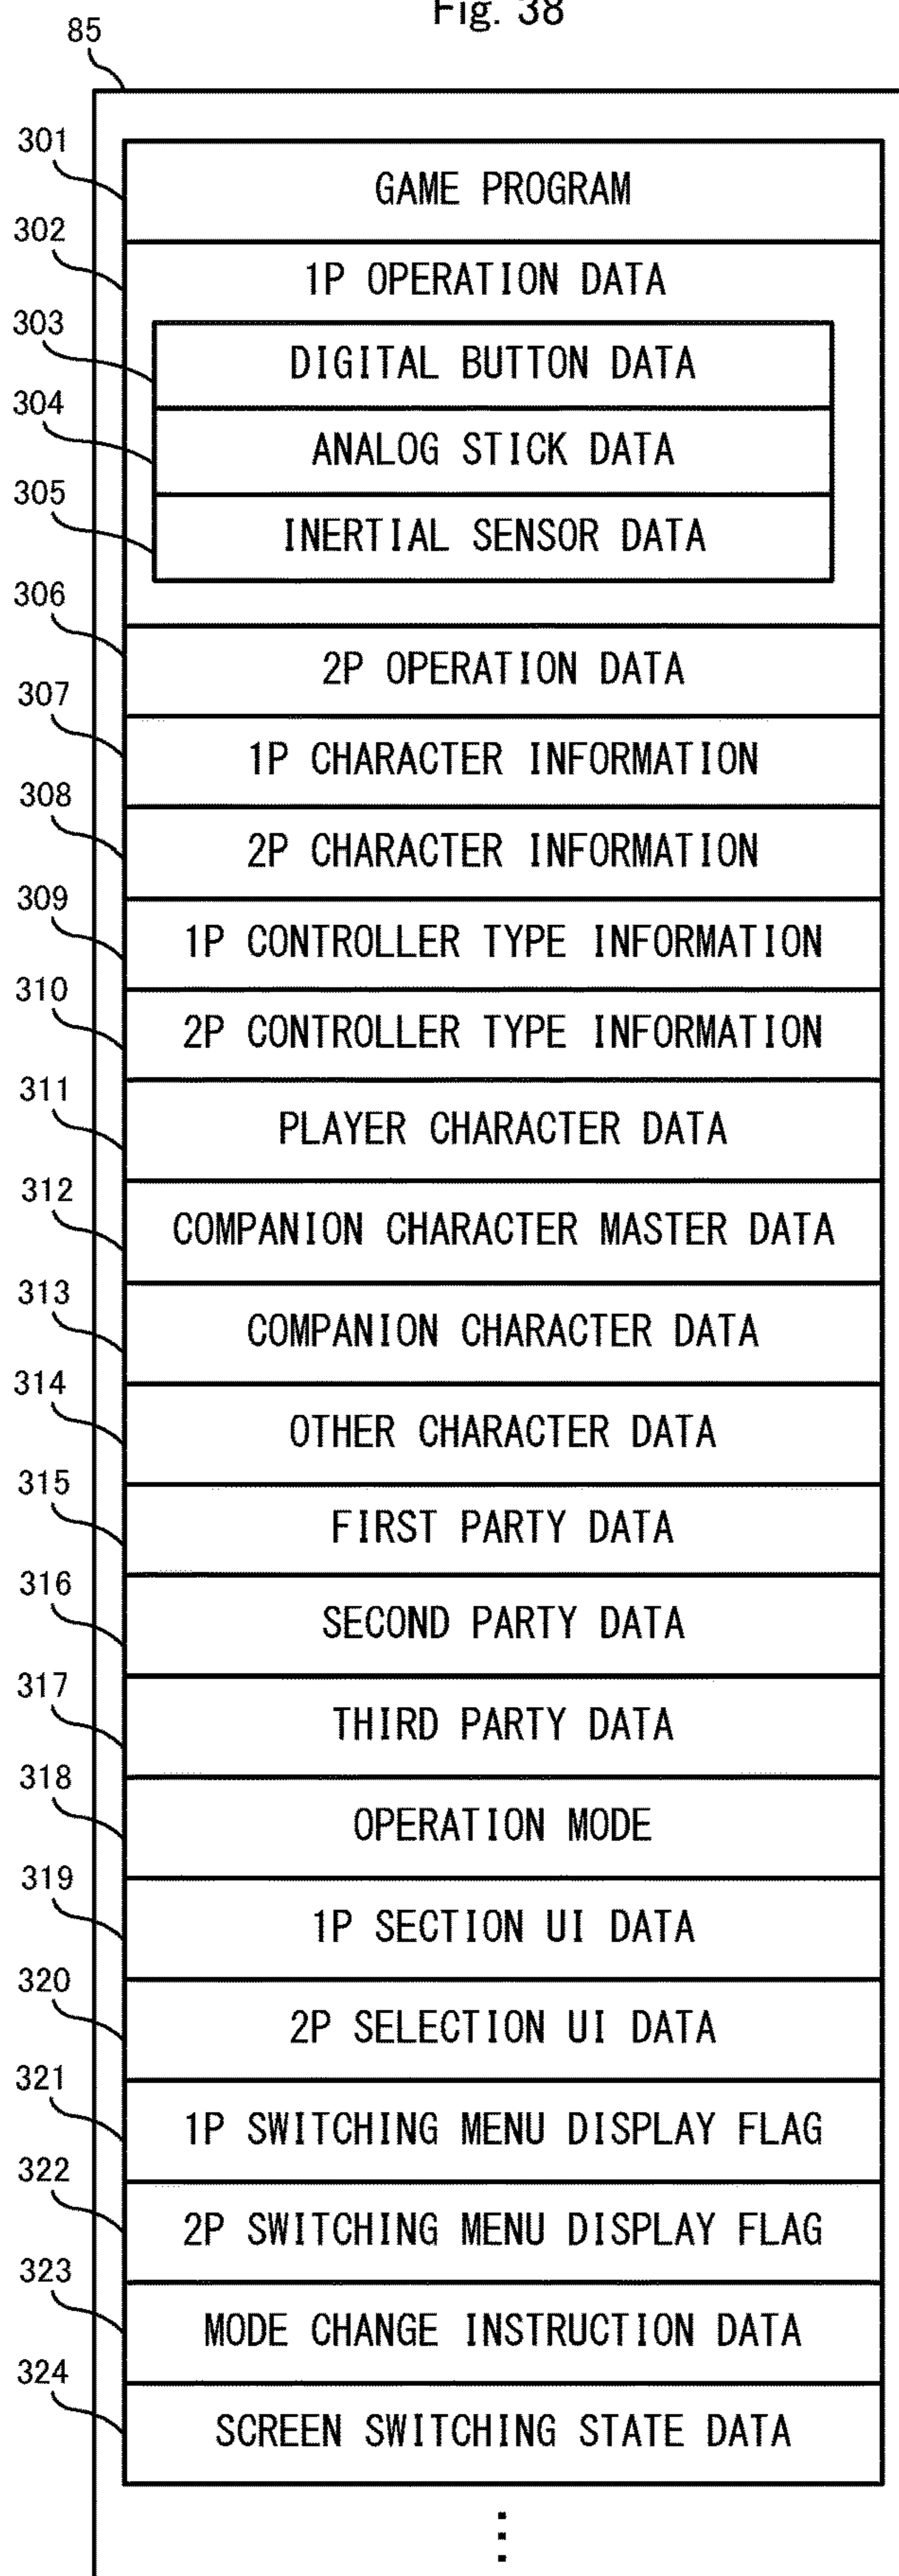 Fig. 38
85
301
GAME PROGRAM
302
1P OPERATION DATA
303
DIGITAL BUTTON DATA
304
ANALOG STICK DATA
305
INERTIAL SENSOR DATA
306
2P OPERATION DATA
307
1P CHARACTER INFORMATION
308
2P CHARACTER INFORMATION
309
1P CONTROLLER TYPE INFORMATION
310
2P CONTROLLER TYPE INFORMATION
311
PLAYER CHARACTER DATA
312
COMPANION CHARACTER MASTER DATA
313
COMPANION CHARACTER DATA
314
OTHER CHARACTER DATA
315
FIRST PARTY DATA
316
SECOND PARTY DATA
317
THIRD PARTY DATA
318
OPERATION MODE
319
1P SECTION UI DATA
320
2P SELECTION UI DATA
321
1P SWITCHING MENU DISPLAY FLAG
322
2P SWITCHING MENU DISPLAY FLAG
323
MODE CHANGE INSTRUCTION DATA
324
SCREEN SWITCHING STATE DATA